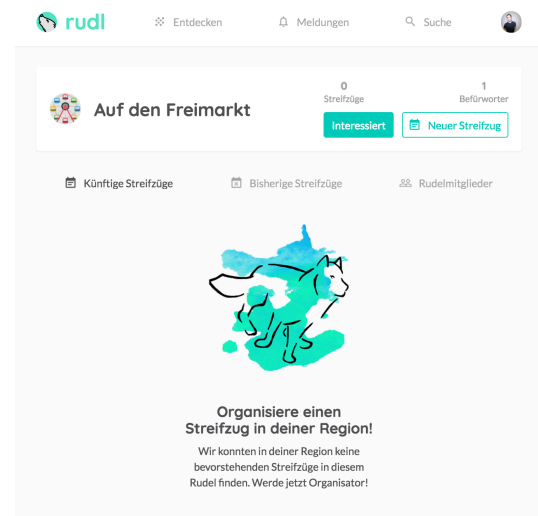 rudl
Entdecken
Meldungen
Suche
Auf den Freimarkt
0
Streifzüge
1
Befürworter
Interessiert
Neuer Streifzug
Künftige Streifzüge
Bisherige Streifzüge
Rudelmitglieder
Organisiere einen
Streifzug in deiner Region!
Wir konnten in deiner Region keine
bevorstehenden Streifzüge in diesem
Rudel finden. Werde jetzt Organisator!